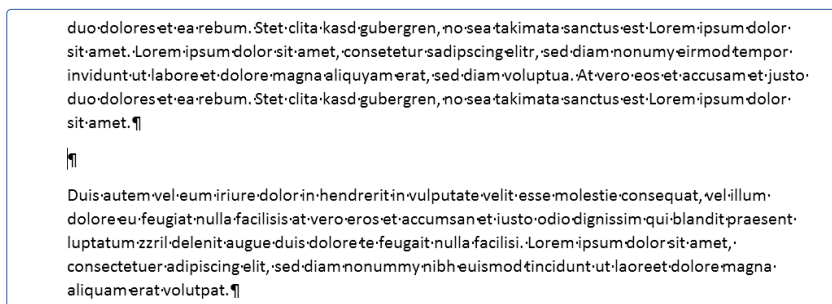 duo·dolores·et·ea·rebum.·Stet·clita·kasd·gubergren,·no·sea·takimata·sanctus·est·Lorem·ipsum·dolor·
sit·amet.·Lorem·ipsum·dolor·sit·amet,·consetetur·sadipscing·elitr,·sed·diam·nonumy·eirmod·tempor·
invidunt·ut·labore·et·dolore·magna·aliquyam·erat,·sed·diam·voluptua.·At·vero·eos·et·accusam·et·justo·
duo·dolores·et·ea·rebum.·Stet·clita·kasd·gubergren,·no·sea·takimata·sanctus·est·Lorem·ipsum·dolor·
sit·amet.¶
¶
Duis·autem·vel·eum·iriure·dolor·in·hendrerit·in·vulputate·velit·esse·molestie·consequat,·vel·illum·
dolore·eu·feugiat·nulla·facilisis·at·vero·eros·et·accumsan·et·iusto·odio·dignissim·qui·blandit·praesent·
luptatum·zzril·delenit·augue·duis·dolore·te·feugait·nulla·facilisi.·Lorem·ipsum·dolor·sit·amet,·
consectetuer·adipiscing·elit,·sed·diam·nonummy·nibh·euismod·tincidunt·ut·laoreet·dolore·magna·
aliquam·erat·volutpat.¶